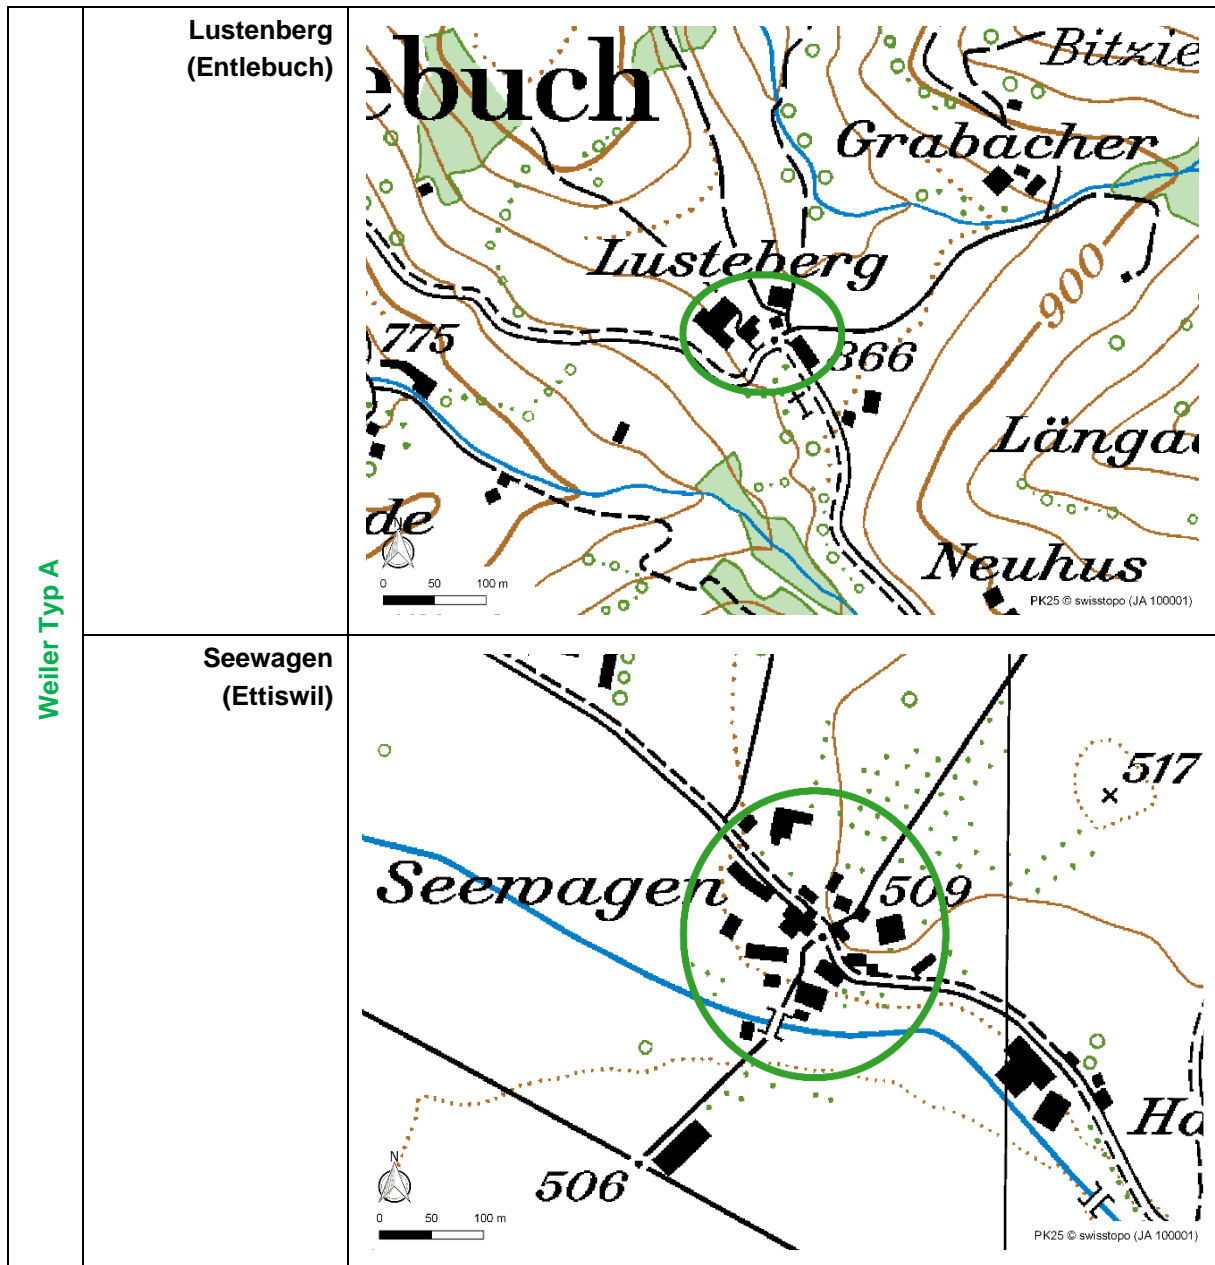 Weiler Typ A
Lustenberg
(Entlebuch)
ebuch
Bitzie
Grabacher
Lusteberg
900
775
866
Länga
de
Neuhus
N
0 50 100 m
PK25 © swisstopo (JA 100001)
Seewagen
(Ettiswil)
517
Seewagen
509
Ha
506
N
0 50 100 m
PK25 © swisstopo (JA 100001)